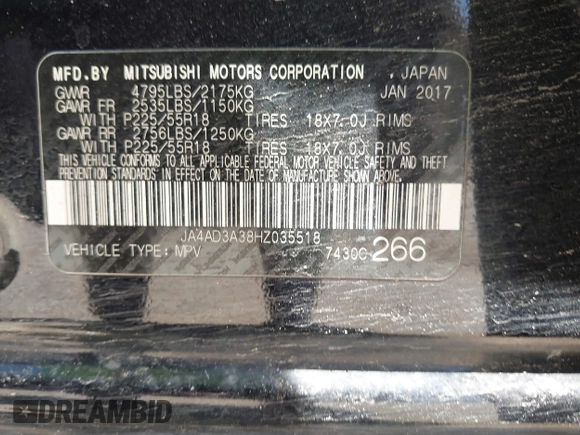 MFD.BY MITSUBISHI MOTORS CORPORATION JAPAN
GVWR 4795LBS/2175KG JAN 2017
GAWR FR 2535LBS/1150KG
WITH P225/55R18 TIRES 18X7.0J RIMS
GAWR RR 2756LBS/1250KG
WITH P225/55R18 TIRES 18X7.0J RIMS
THIS VEHICLE CONFORMS TO ALL APPLICABLE FEDERAL MOTOR VEHICLE SAFETY AND THEFT
PREVENTION STANDARDS IN EFFECT ON THE DATE OF MANUFACTURE SHOWN ABOVE.
JA4AD3A38HZ035518
VEHICLE TYPE: MPV 7430C266
DREAMBID